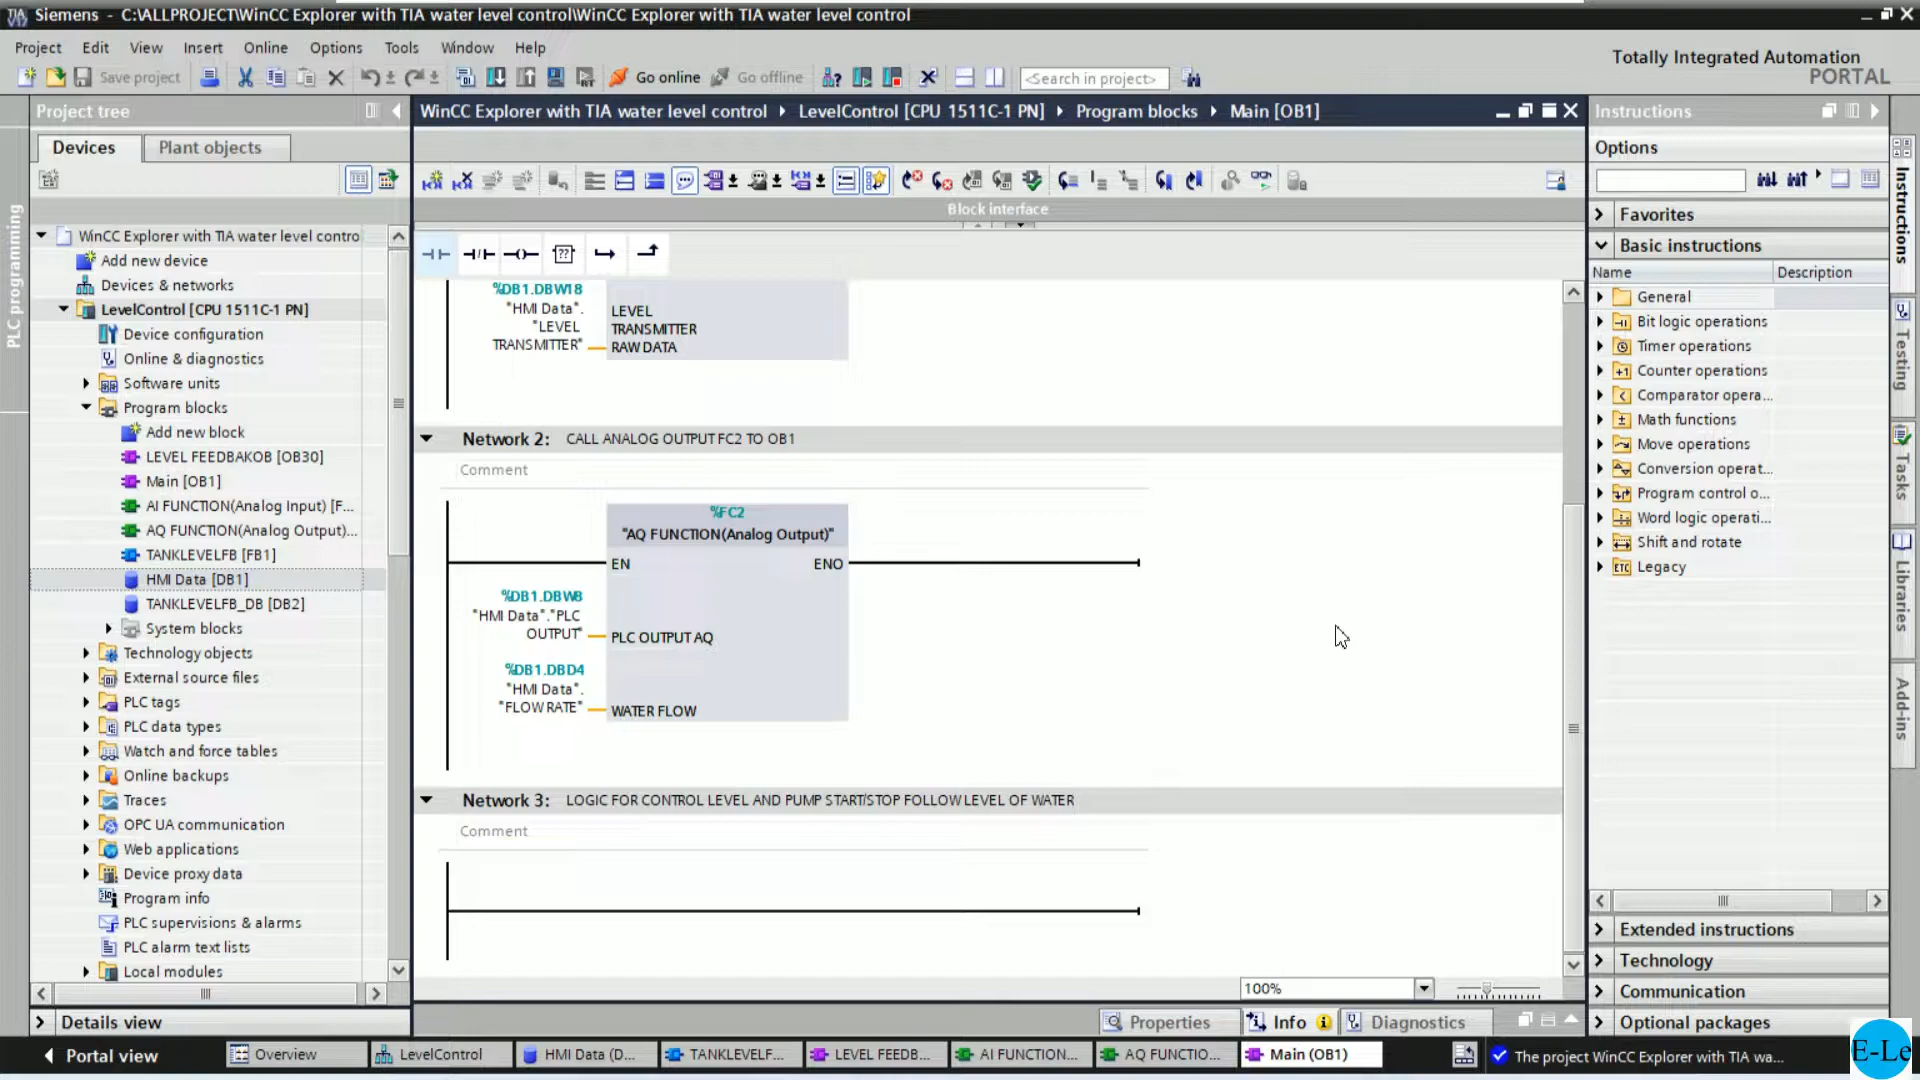 Siemens - C:\ALLPROJECT\WinCC Explorer with TIA water level control\WinCC Explorer with TIA water level control
Project Edit View Insert Online Options Tools Window Help
Totally Integrated Automation
PORTAL
Save project
Go online
Go offline
<Search in project>
Project tree
WinCC Explorer with TIA water level control
LevelControl [CPU 1511C-1 PN]
Program blocks
Main [OB1]
Instructions
Devices
Plant objects
Options
PLC programming
Block interface
Favorites
Basic instructions
Name
Description
WinCC Explorer with TIA water level contro
Add new device
Devices & networks
LevelControl [CPU 1511C-1 PN]
Device configuration
Online & diagnostics
Software units
Program blocks
Add new block
LEVEL FEEDBAKOB [OB30]
Main [OB1]
AI FUNCTION(Analog Input) [F...
AQ FUNCTION(Analog Output)...
TANKLEVELFB [FB1]
HMI Data [DB1]
TANKLEVELFB_DB [DB2]
System blocks
Technology objects
External source files
PLC tags
PLC data types
Watch and force tables
Online backups
Traces
OPC UA communication
Web applications
Device proxy data
Program info
PLC supervisions & alarms
PLC alarm text lists
Local modules
Details view
%DB1.DBW18
"HMI Data".
"LEVEL
TRANSMITTER"
LEVEL
TRANSMITTER
RAW DATA
Network 2: CALL ANALOG OUTPUT FC2 TO OB1
Comment
%FC2
"AQ FUNCTION(Analog Output)"
EN
ENO
%DB1.DBW8
"HMI Data"."PLC
OUTPUT"
PLC OUTPUT AQ
%DB1.DBD4
"HMI Data".
"FLOW RATE"
WATER FLOW
Network 3: LOGIC FOR CONTROL LEVEL AND PUMP START/STOP FOLLOW LEVEL OF WATER
Comment
100%
Properties
Info
Diagnostics
General
Bit logic operations
Timer operations
Counter operations
Comparator opera...
Math functions
Move operations
Conversion operat...
Program control o...
Word logic operati...
Shift and rotate
Legacy
Extended instructions
Technology
Communication
Optional packages
Instructions
Testing
Tasks
Libraries
Add-ins
Portal view
Overview
LevelControl
HMI Data (D...
TANKLEVELF...
LEVEL FEEDB...
AI FUNCTION...
AQ FUNCTIO...
Main (OB1)
The project WinCC Explorer with TIA wa...
E-Le